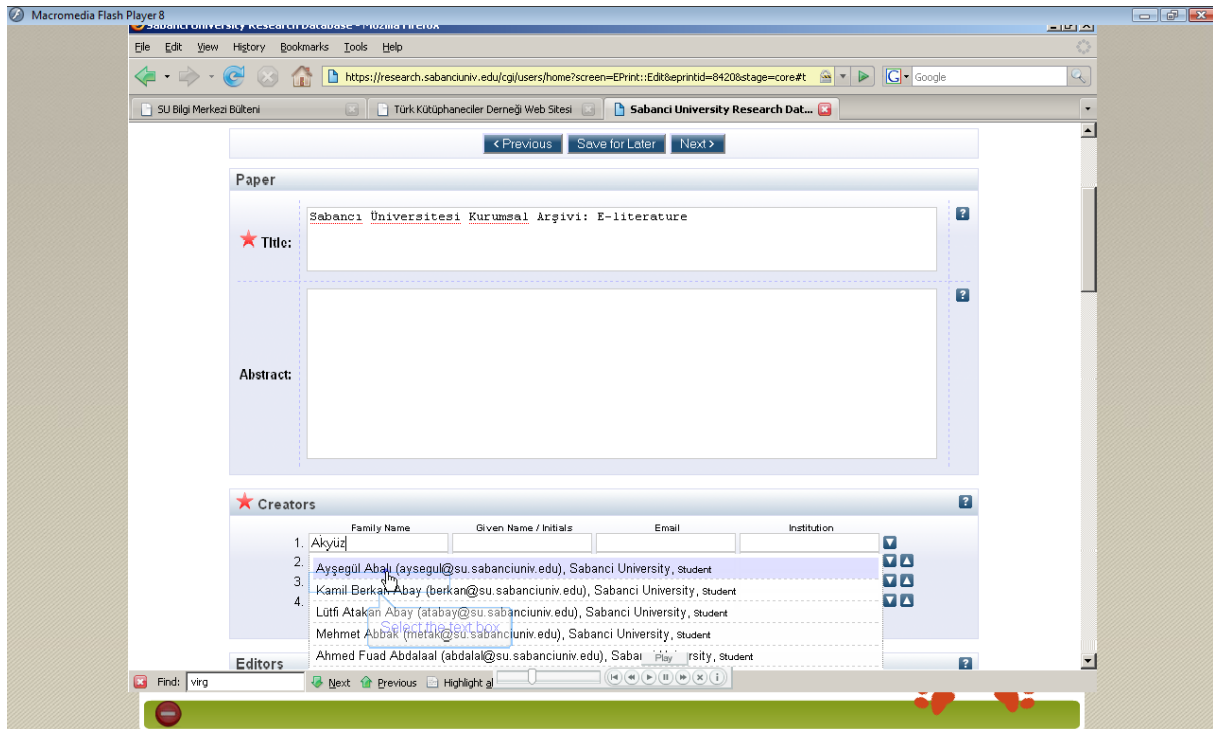 Macromedia Flash Player 8
Sabanci University Research Database - Mozilla Firefox
File Edit View History Bookmarks Tools Help
https://research.sabanciuniv.edu/cgi/users/home?screen=EPrint::Edit&eprintid=8420&stage=core#t
G Google
SU Bilgi Merkezi Bülteni
Türk Kütüphaneciler Derneği Web Sitesi
Sabanci University Research Dat...
< Previous Save for Later Next >
Paper
Title:
Sabancı Üniversitesi Kurumsal Arşivi: E-literature
?
Abstract:
?
Creators
?
Family Name Given Name / Initials Email Institution
1. Akyüz
2.
3.
4.
Ayşegül Abalı (aysegul@su.sabanciuniv.edu), Sabanci University, Student
Kamil Berkan Abay (berkan@su.sabanciuniv.edu), Sabanci University, Student
Lütfi Atakan Abay (atabay@su.sabanciuniv.edu), Sabanci University, Student
Mehmet Abbak (metak@su.sabanciuniv.edu), Sabanci University, Student
Select the text box
Ahmed Fuad Abdalaal (abdalal@su.sabanciuniv.edu), Student
Play
Editors
?
Find: virg
Next Previous Highlight